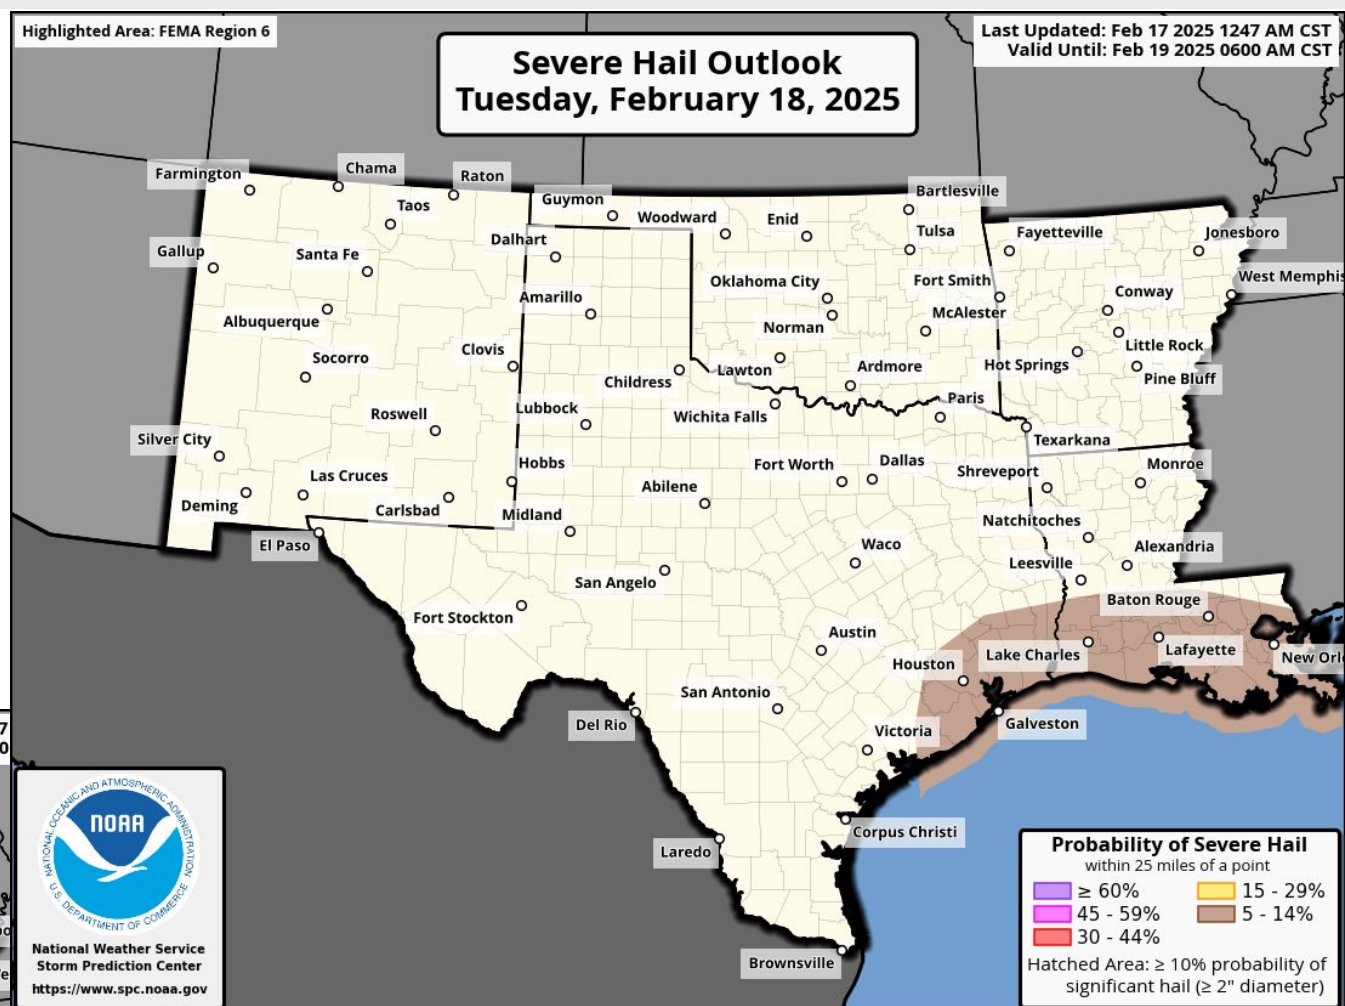 Highlighted Area: FEMA Region 6
Last Updated: Feb 17 2025 1247 AM CST
Valid Until: Feb 19 2025 0600 AM CST
Severe Hail Outlook
Tuesday, February 18, 2025
Farmington
Chama
Raton
Taos
Guymon
Woodward
Enid
Bartlesville
Tulsa
Fayetteville
Jonesboro
Gallup
Santa Fe
Dalhart
Oklahoma City
Fort Smith
West Memphis
Albuquerque
Amarillo
Norman
McAlester
Conway
Little Rock
Socorro
Clovis
Childress
Lawton
Ardmore
Hot Springs
Pine Bluff
Roswell
Lubbock
Wichita Falls
Paris
Texarkana
Silver City
Las Cruces
Hobbs
Abilene
Fort Worth
Dallas
Shreveport
Monroe
Deming
Carlsbad
Midland
Natchitoches
El Paso
San Angelo
Waco
Leesville
Alexandria
Fort Stockton
Austin
Baton Rouge
Houston
Lake Charles
Lafayette
New Orl
San Antonio
Del Rio
Victoria
Galveston
Corpus Christi
Laredo
Brownsville
7
0
NATIONAL OCEANIC AND ATMOSPHERIC ADMINISTRATION
NOAA
U.S. DEPARTMENT OF COMMERCE
National Weather Service
Storm Prediction Center
https://www.spc.noaa.gov
Probability of Severe Hail
within 25 miles of a point
≥ 60%
15 - 29%
45 - 59%
5 - 14%
30 - 44%
Hatched Area: ≥ 10% probability of
significant hail (≥ 2" diameter)